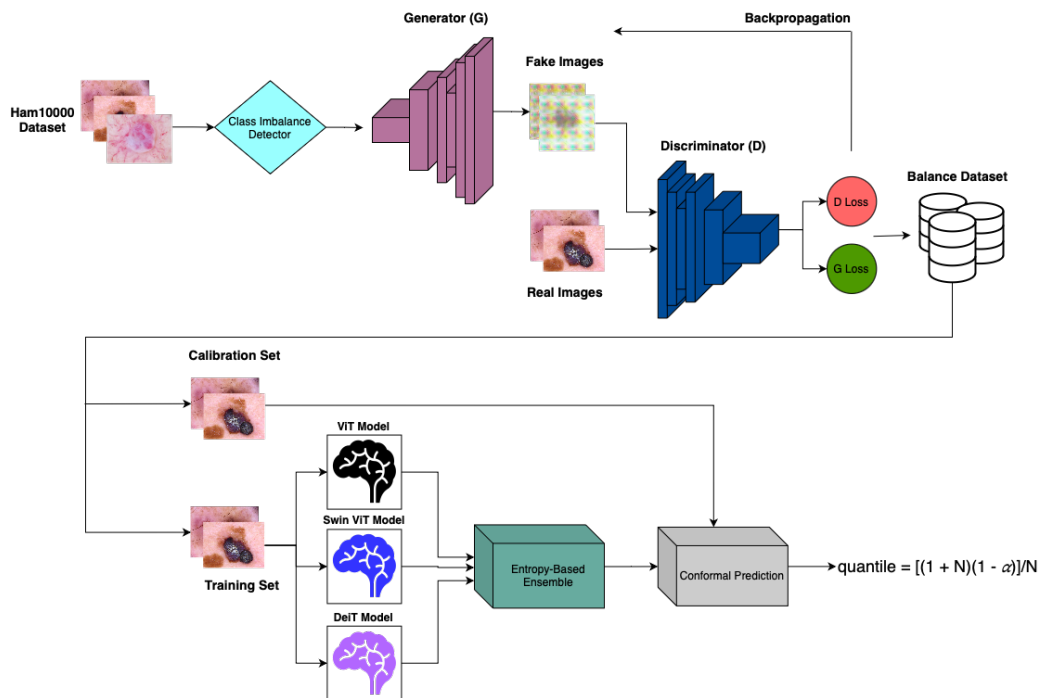 Generator (G)
Backpropagation
Fake Images
Ham10000
Dataset
Class Imbalance
Detector
Discriminator (D)
Balance Dataset
D Loss
G Loss
Real Images
Calibration Set
ViT Model
Swin ViT Model
Entropy-Based
Ensemble
Conformal Prediction
quantile = [(1 + N)(1 - α)]/N
Training Set
DeiT Model